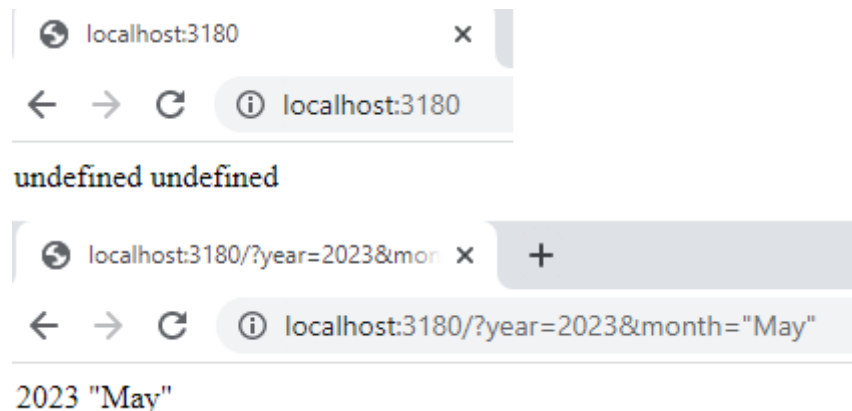 localhost:3180
localhost:3180
undefined undefined
localhost:3180/?year=2023&mon
localhost:3180/?year=2023&month="May"
2023 "May"